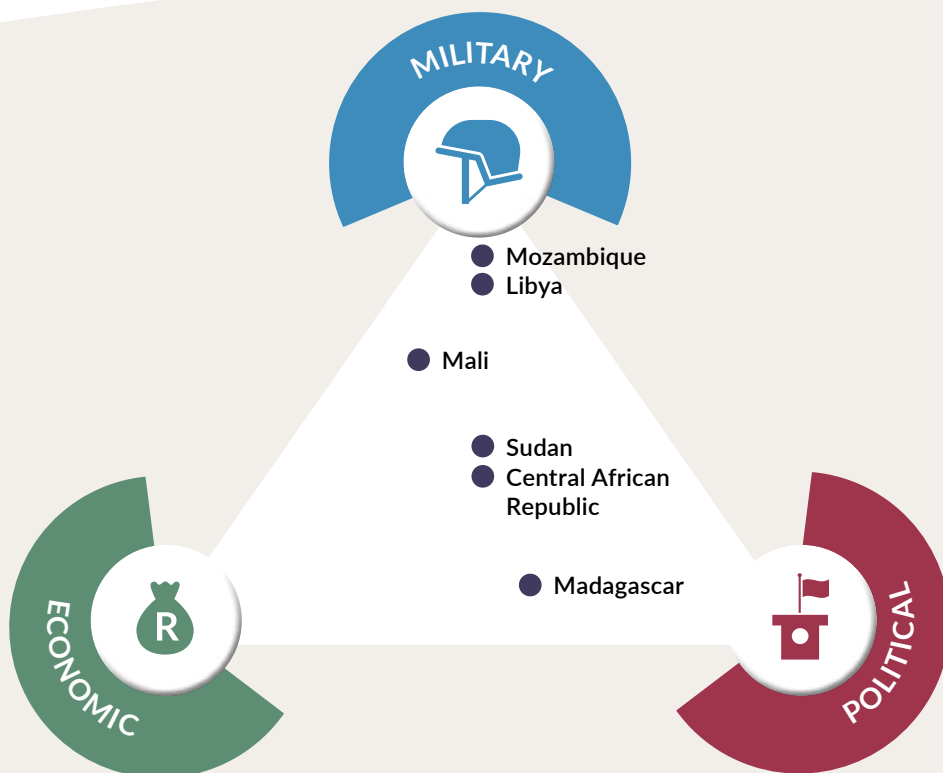 MILITARY
Mozambique
Libya
Mali
Sudan
Central African
Republic
Madagascar
ECONOMIC
R
POLITICAL